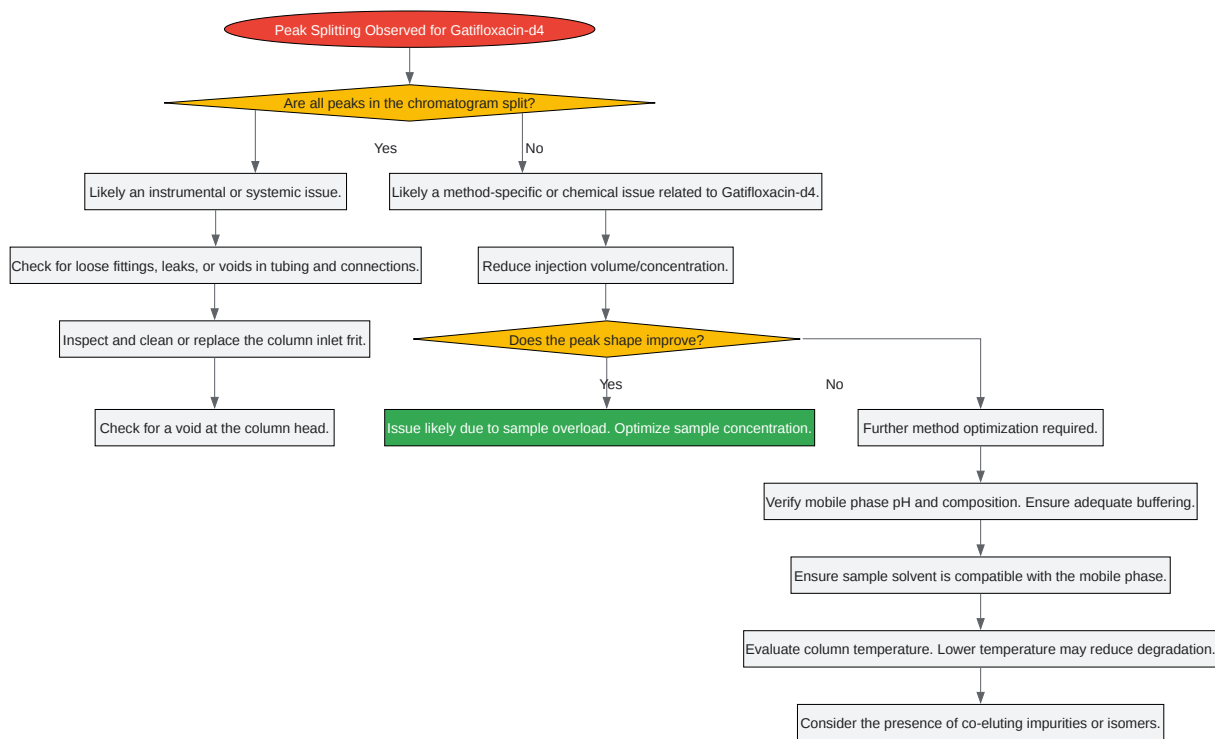 Peak Splitting Observed for Gatifloxacin-d4
Are all peaks in the chromatogram split?
Yes
No
Likely an instrumental or systemic issue.
Likely a method-specific or chemical issue related to Gatifloxacin-d4.
Check for loose fittings, leaks, or voids in tubing and connections.
Reduce injection volume/concentration.
Inspect and clean or replace the column inlet frit.
Does the peak shape improve?
Yes
No
Check for a void at the column head.
Issue likely due to sample overload. Optimize sample concentration.
Further method optimization required.
Verify mobile phase pH and composition. Ensure adequate buffering.
Ensure sample solvent is compatible with the mobile phase.
Evaluate column temperature. Lower temperature may reduce degradation.
Consider the presence of co-eluting impurities or isomers.